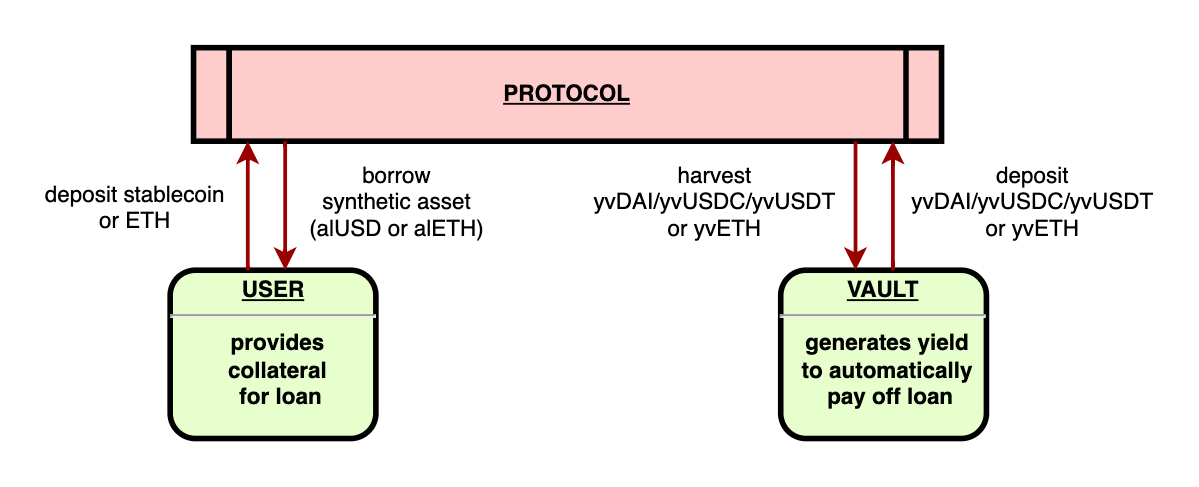 PROTOCOL
deposit stablecoin
or ETH
borrow
synthetic asset
(alUSD or alETH)
harvest
yvDAI/yvUSDC/yvUSDT
or yvETH
deposit
yvDAI/yvUSDC/yvUSDT
or yvETH
USER
provides
collateral
for loan
VAULT
generates yield
to automatically
pay off loan